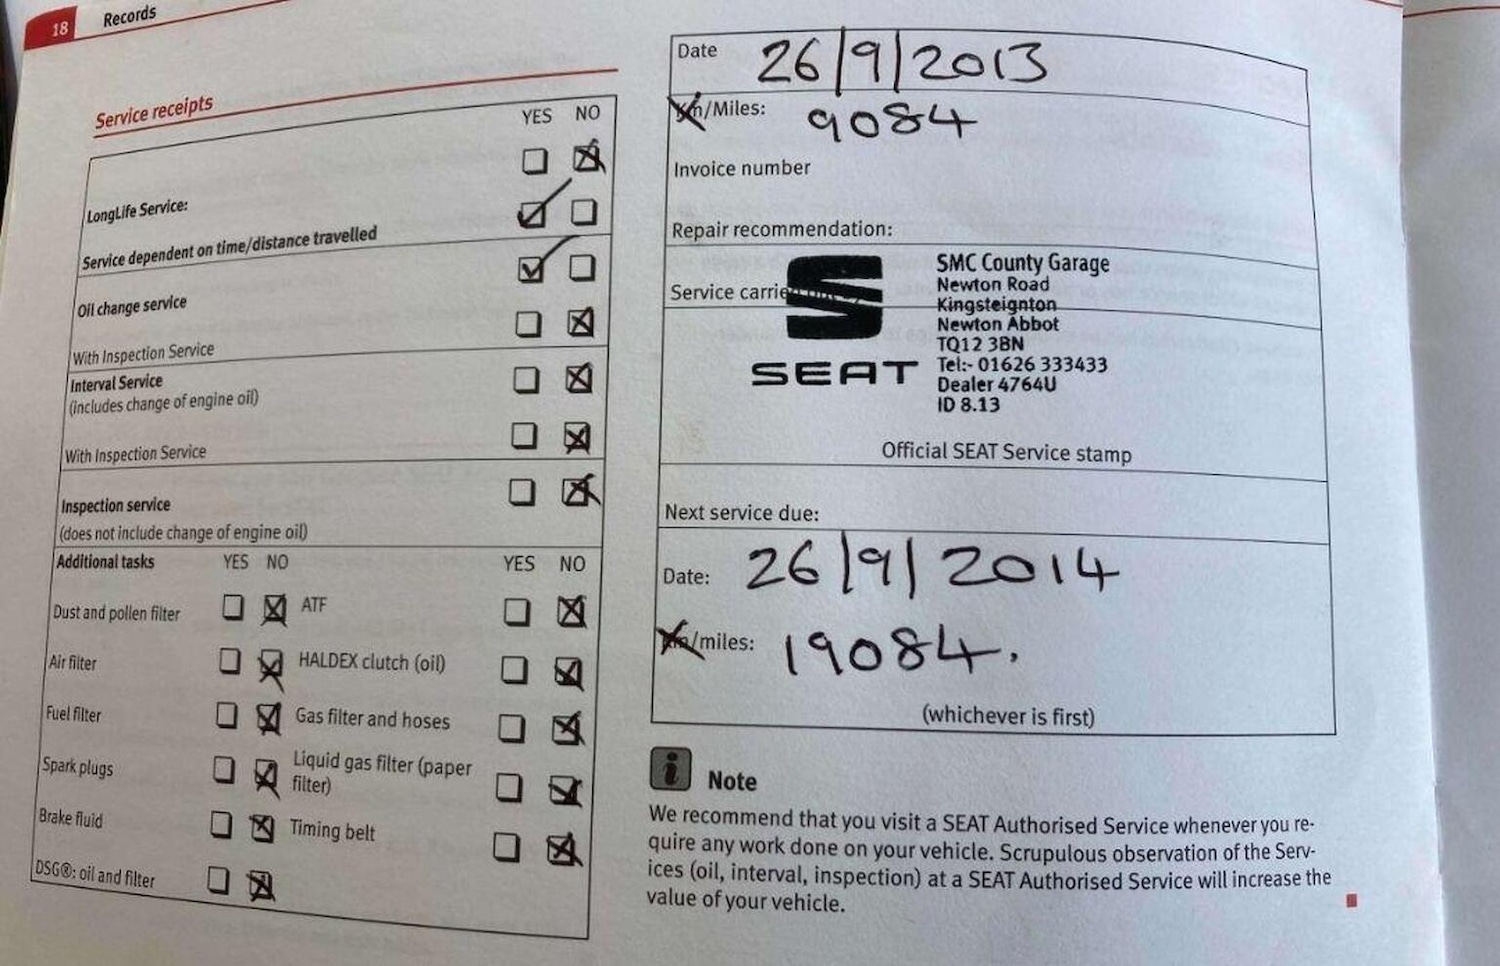 18 Records
Service receipts
YES NO
LongLife Service:
Service dependent on time/distance travelled
Oil change service
With Inspection Service
Interval Service
(includes change of engine oil)
With Inspection Service
Inspection service
(does not include change of engine oil)
Additional tasks YES NO YES NO
Dust and pollen filter ATF
Air filter HALDEX clutch (oil)
Fuel filter Gas filter and hoses
Spark plugs Liquid gas filter (paper
filter)
Brake fluid Timing belt
DSG®: oil and filter
Date 26/9/2013
/Miles: 9084
Invoice number
Repair recommendation:
Service carried
SEAT
SMC County Garage
Newton Road
Kingsteignton
Newton Abbot
TQ12 3BN
Tel:- 01626 333433
Dealer 4764U
ID 8.13
Official SEAT Service stamp
Next service due:
Date: 26/9/2014
/miles: 19084.
(whichever is first)
Note
We recommend that you visit a SEAT Authorised Service whenever you re-
quire any work done on your vehicle. Scrupulous observation of the Serv-
ices (oil, interval, inspection) at a SEAT Authorised Service will increase the
value of your vehicle.